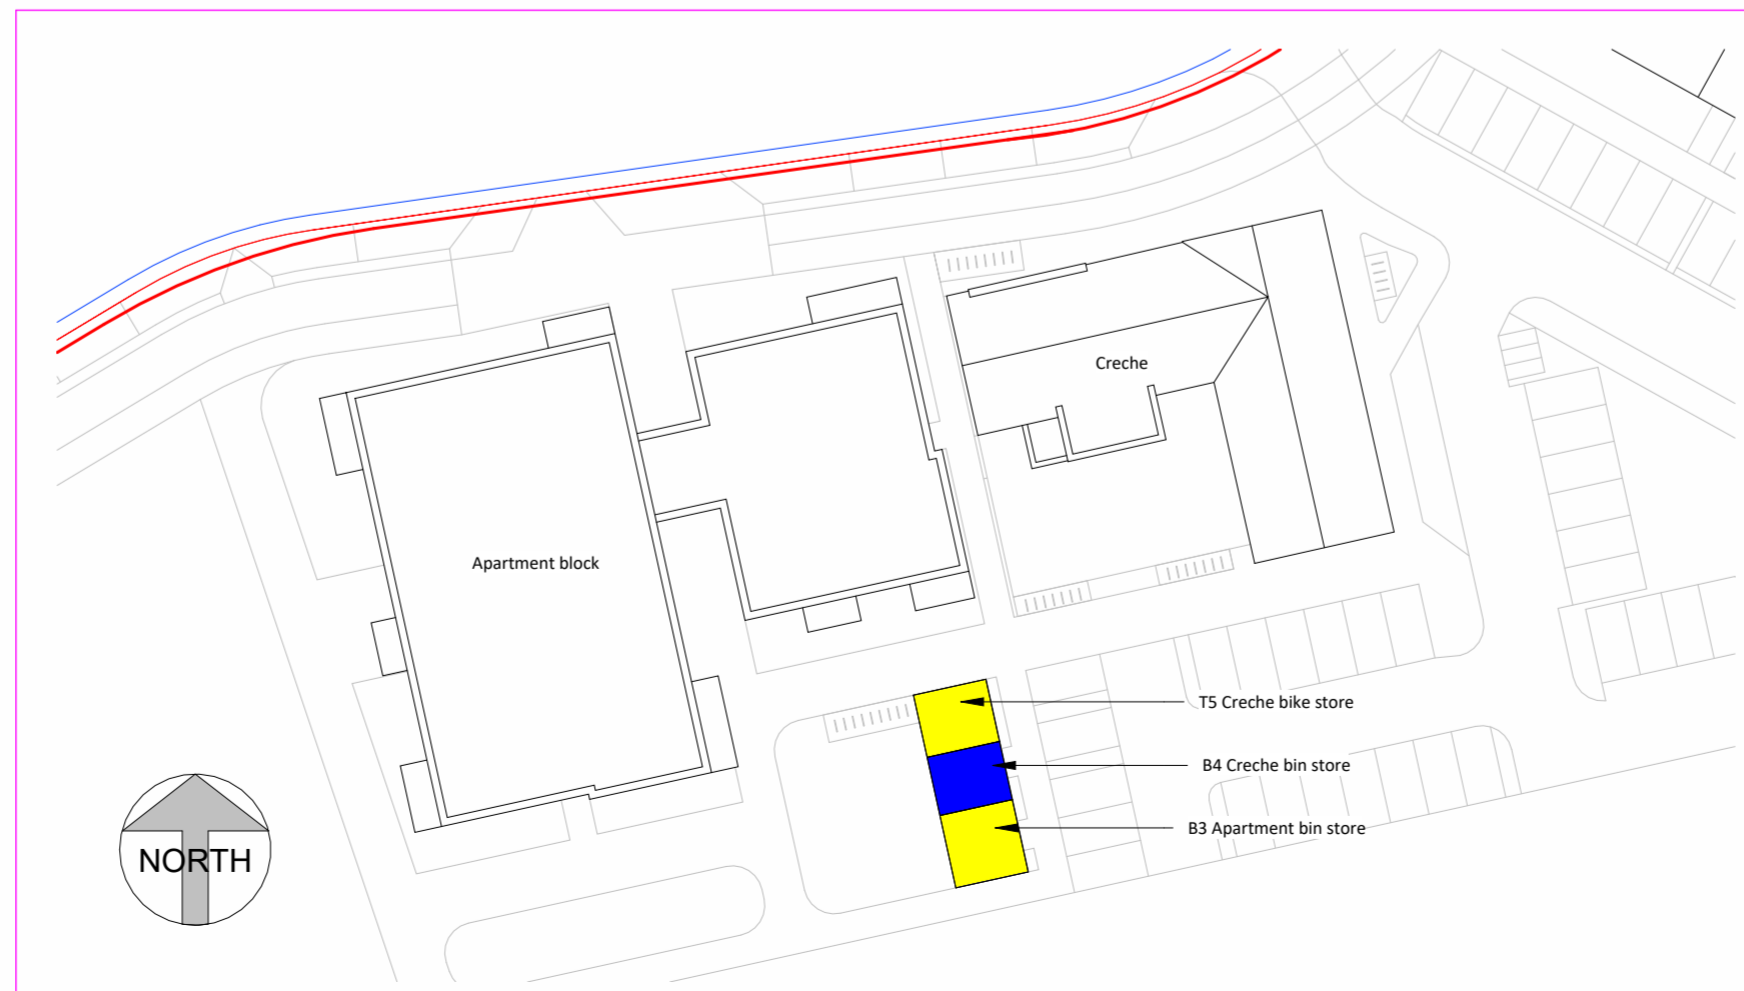 Creche
Apartment block
T5 Creche bike store
B4 Creche bin store
B3 Apartment bin store
NORTH